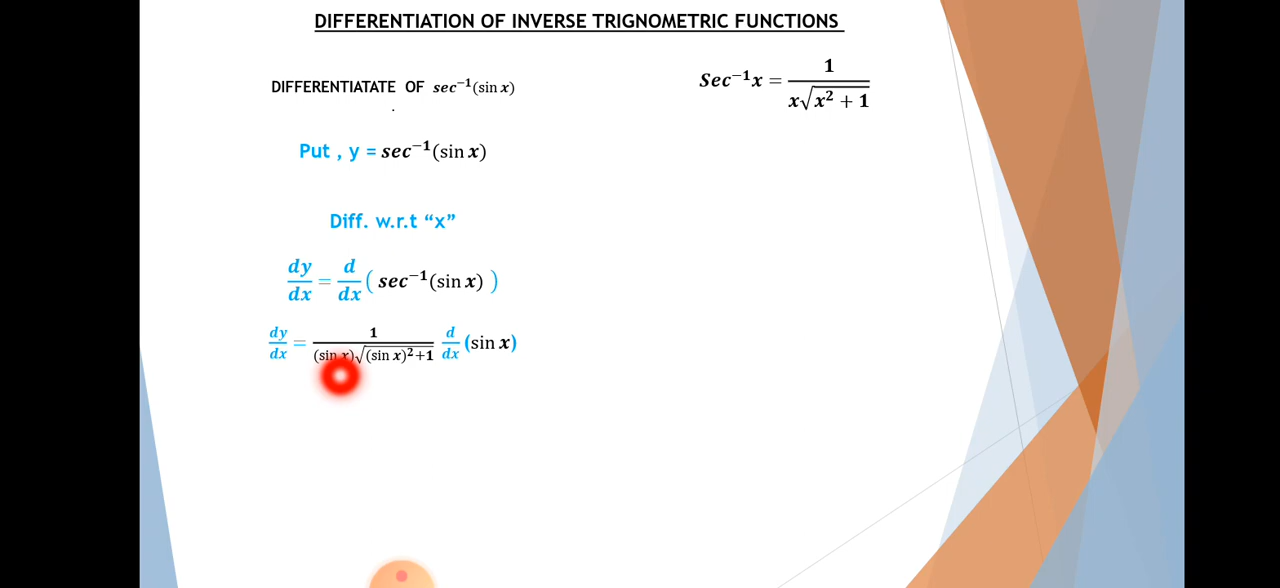 DIFFERENTIATION OF INVERSE TRIGNOMETRIC FUNCTIONS
DIFFERENTIATATE OF sec⁻¹(sin x)
.
Sec⁻¹x = 1/(x√(x² + 1))
Put , y = sec⁻¹(sin x)
Diff. w.r.t “x”
dy/dx = d/dx ( sec⁻¹(sin x) )
dy/dx = 1/((sin x)√((sin x)²+1)) d/dx (sin x)